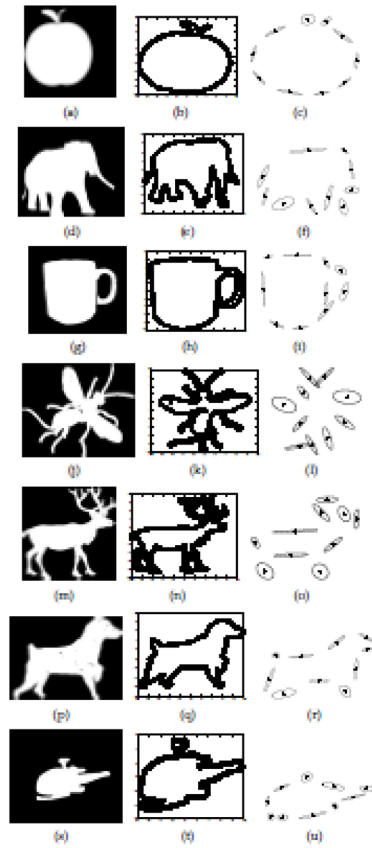 (a) (b) (c)
(d) (e) (f)
(g) (h) (i)
(j) (k) (l)
(m) (n) (o)
(p) (q) (r)
(s) (t) (u)